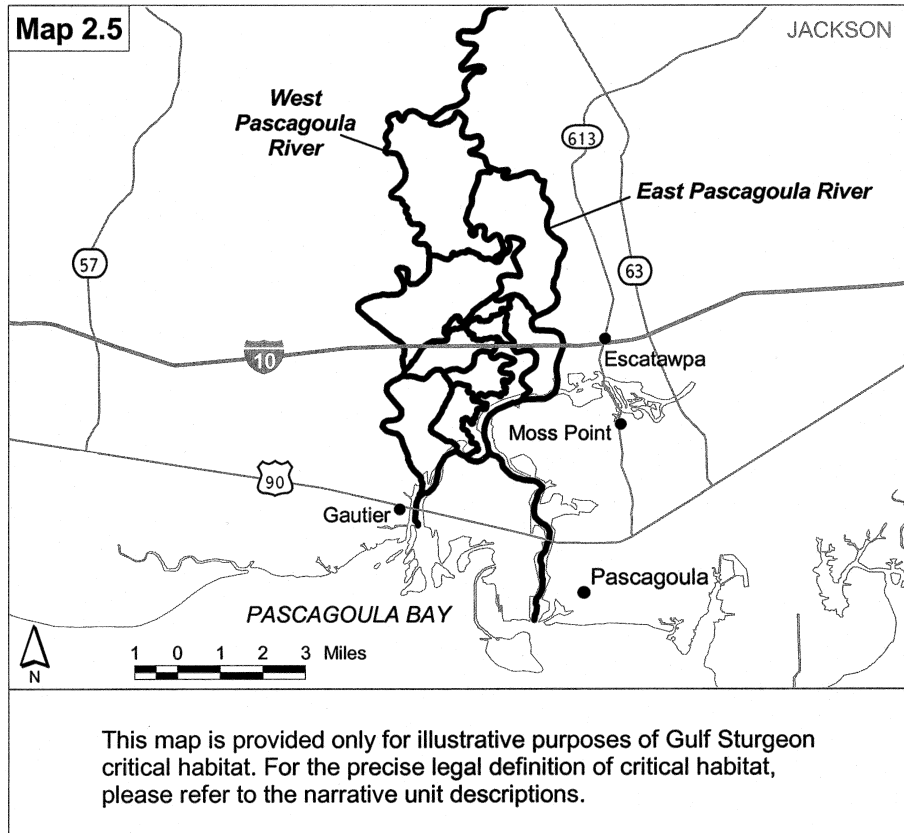 Map 2.5
JACKSON
West
Pascagoula
River
613
East Pascagoula River
57
63
10
Escatawpa
Moss Point
90
Gautier
Pascagoula
PASCAGOULA BAY
N
1 0 1 2 3 Miles
This map is provided only for illustrative purposes of Gulf Sturgeon
critical habitat. For the precise legal definition of critical habitat,
please refer to the narrative unit descriptions.